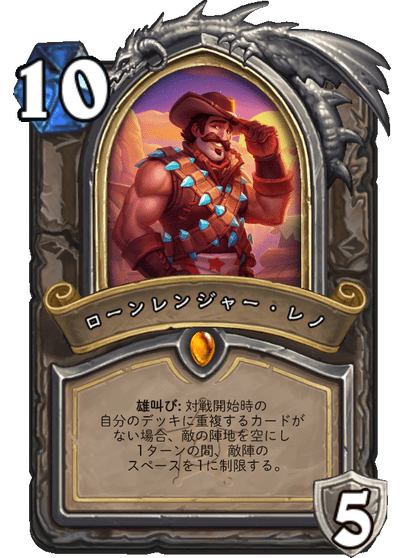 10
ローンレンジャー・レノ
雄叫び: 対戦開始時の
自分のデッキに重複するカードが
ない場合、敵の陣地を空にし
1ターンの間、敵陣の
スペースを1に制限する。
5